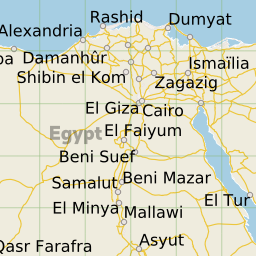 Rashid
Dumyat
Alexandria
Damanhûr
Ismaïlia
Shibin el Kom
Zagazig
El Giza
Cairo
Egypt
El Faiyum
Beni Suef
Samalut
Beni Mazar
El Minya
Mallawi
El Tur
Qasr Farafra
Asyut